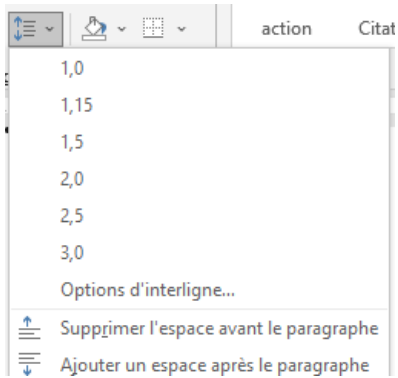 action Citat
1,0
1,15
1,5
2,0
2,5
3,0
Options d'interligne...
Supprimer l'espace avant le paragraphe
Ajouter un espace après le paragraphe